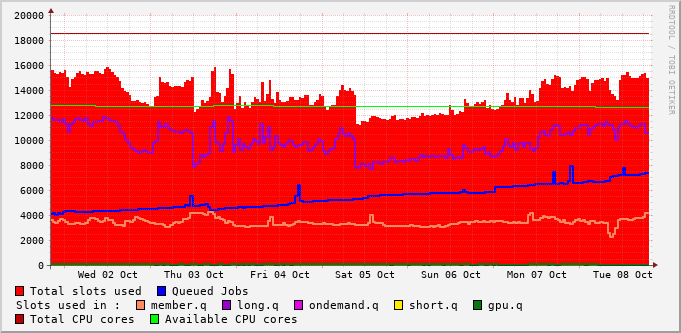 RRDTOOL / TOBI OETIKER
20000
18000
16000
14000
12000
10000
8000
6000
4000
2000
0
Wed 02 Oct Thu 03 Oct Fri 04 Oct Sat 05 Oct Sun 06 Oct Mon 07 Oct Tue 08 Oct
Total slots used Queued Jobs
Slots used in : member.q long.q ondemand.q short.q gpu.q
Total CPU cores Available CPU cores